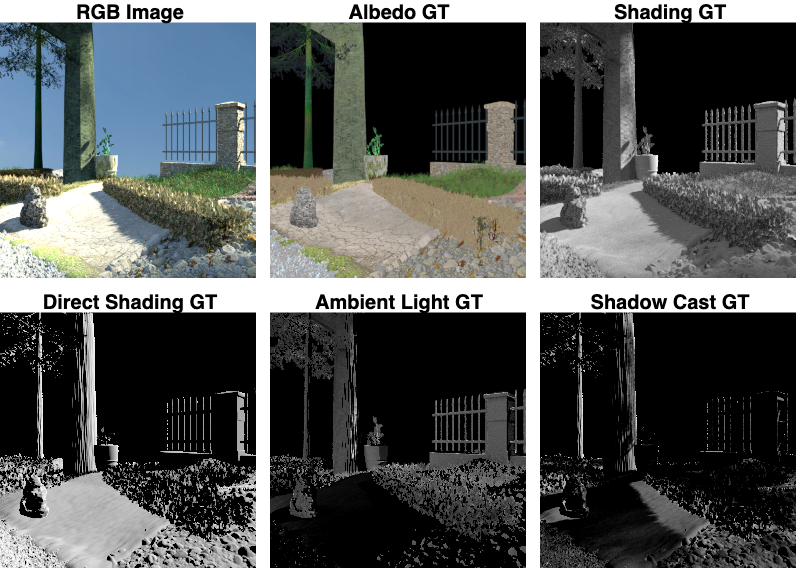 RGB Image
Albedo GT
Shading GT
Direct Shading GT
Ambient Light GT
Shadow Cast GT